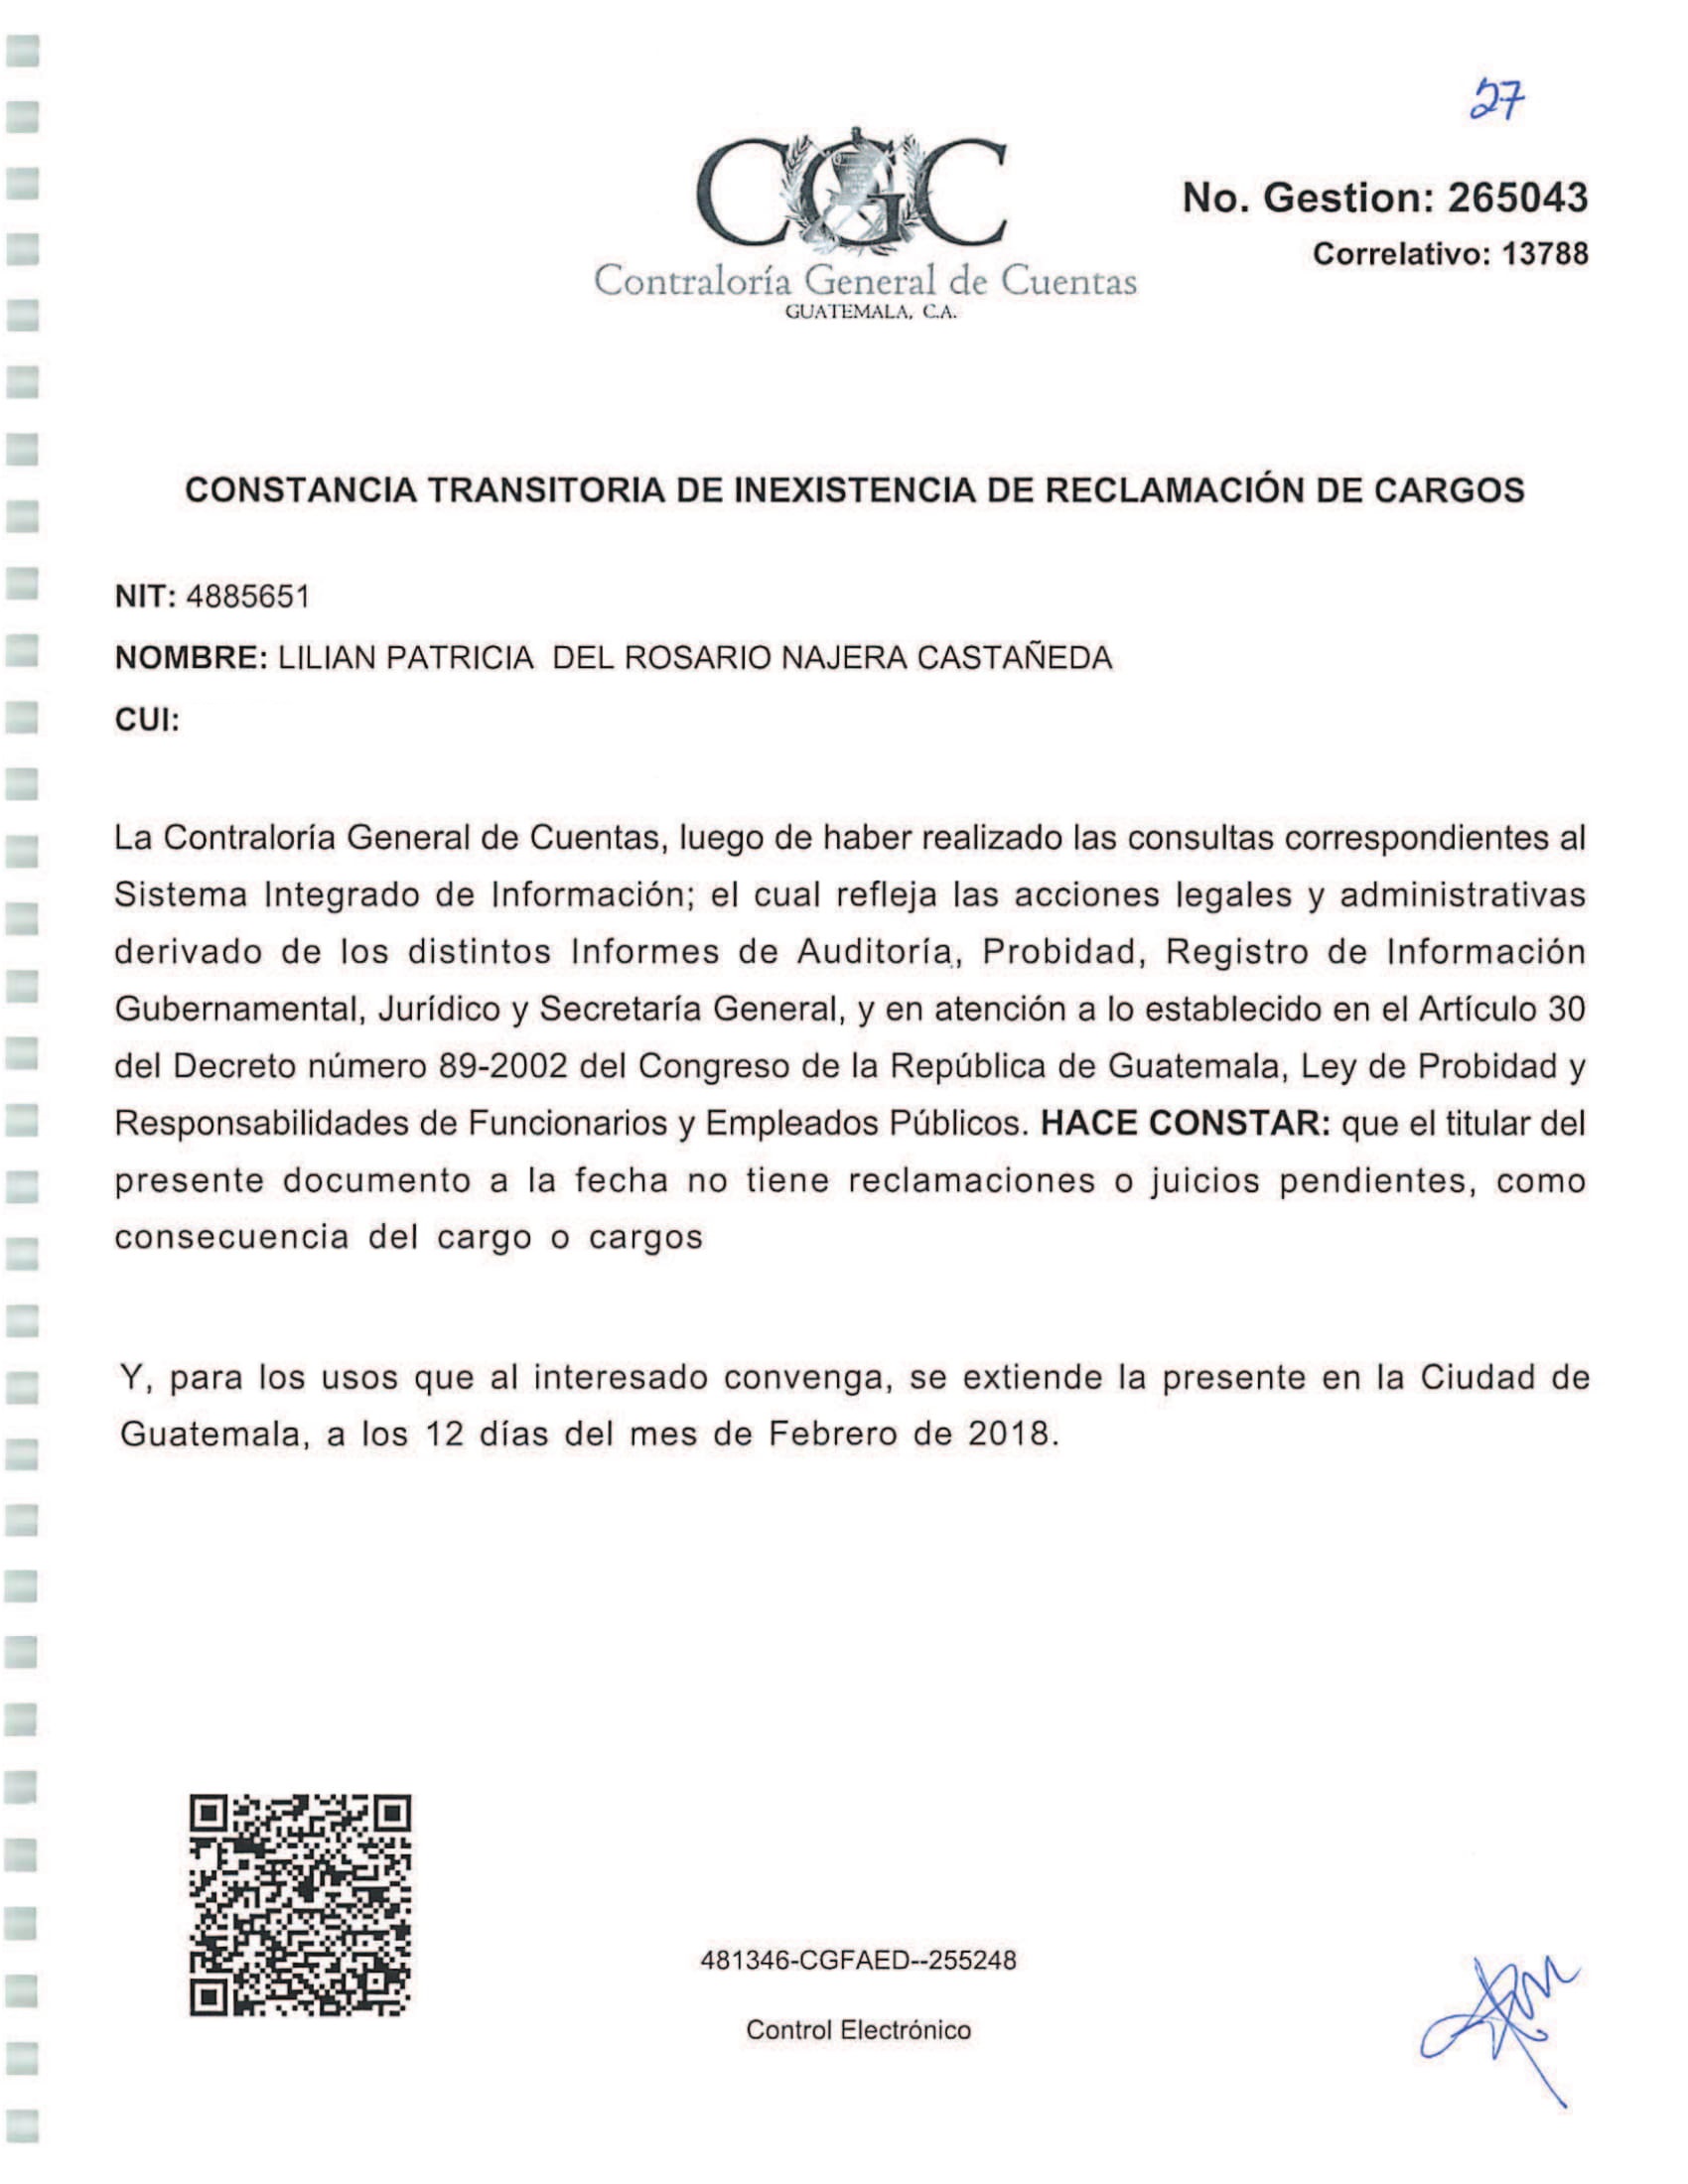 27
CGC
No. Gestion: 265043
Correlativo: 13788
Contraloría General de Cuentas
GUATEMALA, C.A.
CONSTANCIA TRANSITORIA DE INEXISTENCIA DE RECLAMACIÓN DE CARGOS
NIT: 4885651
NOMBRE: LILIAN PATRICIA  DEL ROSARIO NAJERA CASTAÑEDA
CUI:
La Contraloría General de Cuentas, luego de haber realizado las consultas correspondientes al
Sistema Integrado de Información; el cual refleja las acciones legales y administrativas
derivado de los distintos Informes de Auditoría, Probidad, Registro de Información
Gubernamental, Jurídico y Secretaría General, y en atención a lo establecido en el Artículo 30
del Decreto número 89-2002 del Congreso de la República de Guatemala, Ley de Probidad y
Responsabilidades de Funcionarios y Empleados Públicos. HACE CONSTAR: que el titular del
presente documento a la fecha no tiene reclamaciones o juicios pendientes, como
consecuencia del cargo o cargos
Y, para los usos que al interesado convenga, se extiende la presente en la Ciudad de
Guatemala, a los 12 días del mes de Febrero de 2018.
481346-CGFAED--255248
Control Electrónico